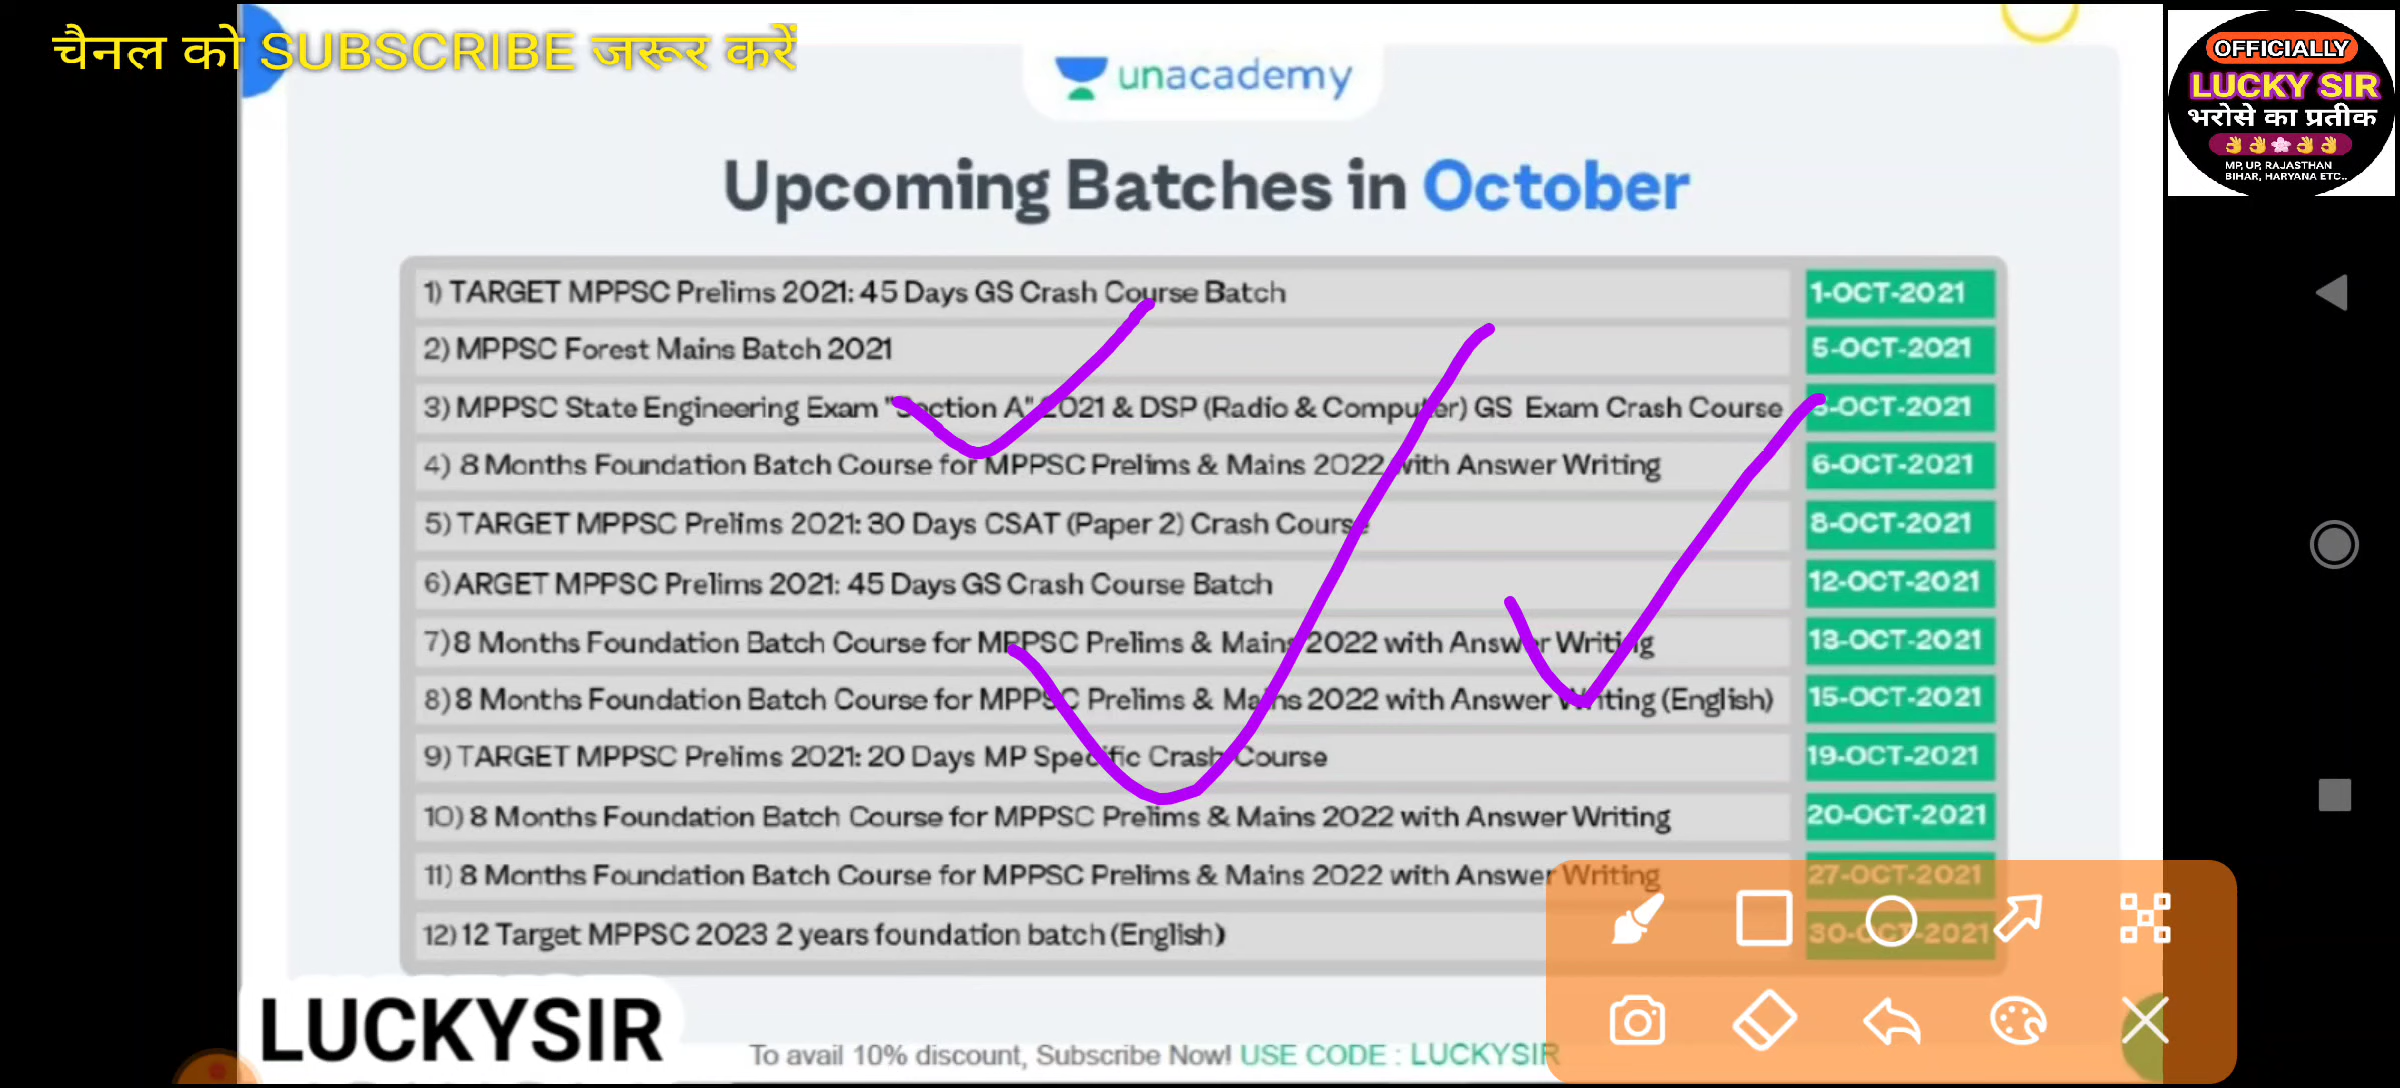 चैनल को SUBSCRIBE जरूर करें
unacademy
OFFICIALLY
LUCKY SIR
भरोसे का प्रतीक
MP, UP, RAJASTHAN
BIHAR, HARYANA ETC..
Upcoming Batches in October
1) TARGET MPPSC Prelims 2021: 45 Days GS Crash Course Batch 1-OCT-2021
2) MPPSC Forest Mains Batch 2021 5-OCT-2021
3) MPPSC State Engineering Exam "Section A" 2021 & DSP (Radio & Computer) GS Exam Crash Course -OCT-2021
4) 8 Months Foundation Batch Course for MPPSC Prelims & Mains 2022 with Answer Writing 6-OCT-2021
5) TARGET MPPSC Prelims 2021: 30 Days CSAT (Paper 2) Crash Course 8-OCT-2021
6) ARGET MPPSC Prelims 2021: 45 Days GS Crash Course Batch 12-OCT-2021
7) 8 Months Foundation Batch Course for MPPSC Prelims & Mains 2022 with Answer Writing 13-OCT-2021
8) 8 Months Foundation Batch Course for MPPSC Prelims & Mains 2022 with Answer Writing (English) 15-OCT-2021
9) TARGET MPPSC Prelims 2021: 20 Days MP Specific Crash Course 19-OCT-2021
10) 8 Months Foundation Batch Course for MPPSC Prelims & Mains 2022 with Answer Writing 20-OCT-2021
11) 8 Months Foundation Batch Course for MPPSC Prelims & Mains 2022 with Answer Writing 27-OCT-2021
12) 12 Target MPPSC 2023 2 years foundation batch (English) 30-OCT-2021
LUCKYSIR
To avail 10% discount, Subscribe Now! USE CODE : LUCKYSIR